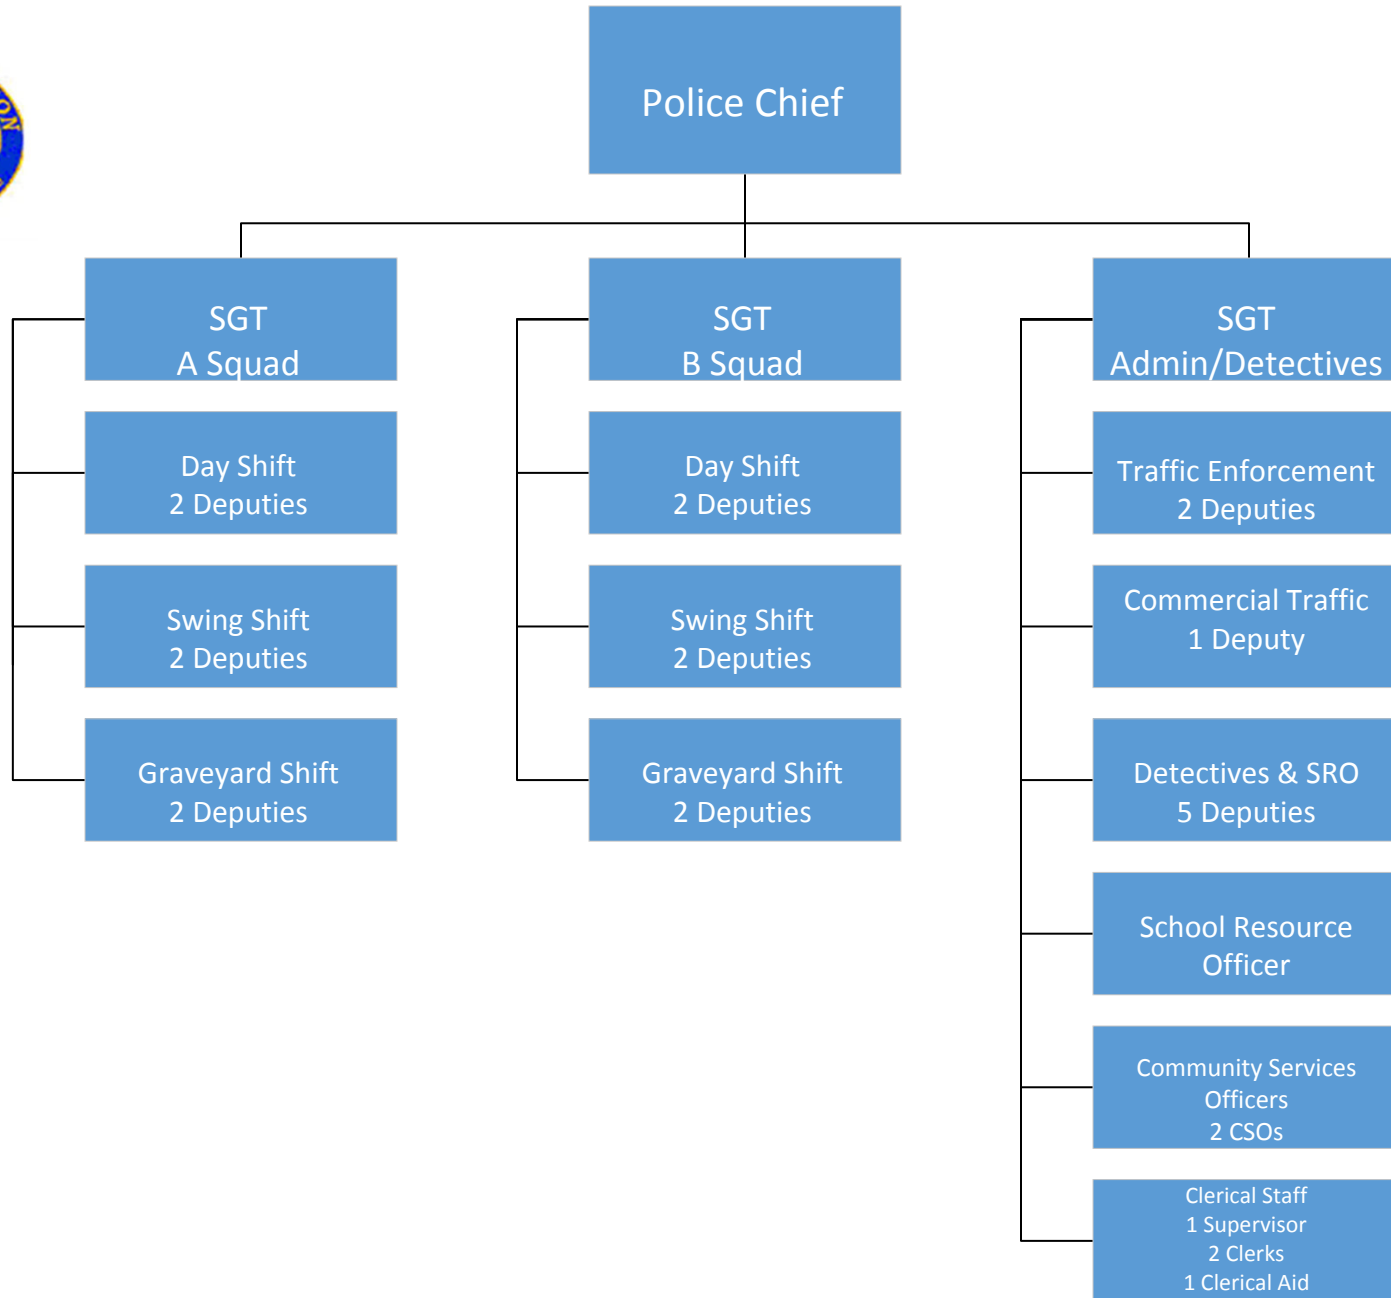 Police Chief
SGT
A Squad
Day Shift
2 Deputies
Swing Shift
2 Deputies
Graveyard Shift
2 Deputies
SGT
B Squad
Day Shift
2 Deputies
Swing Shift
2 Deputies
Graveyard Shift
2 Deputies
SGT
Admin/Detectives
Traffic Enforcement
2 Deputies
Commercial Traffic
1 Deputy
Detectives & SRO
5 Deputies
School Resource
Officer
Community Services
Officers
2 CSOs
Clerical Staff
1 Supervisor
2 Clerks
1 Clerical Aid